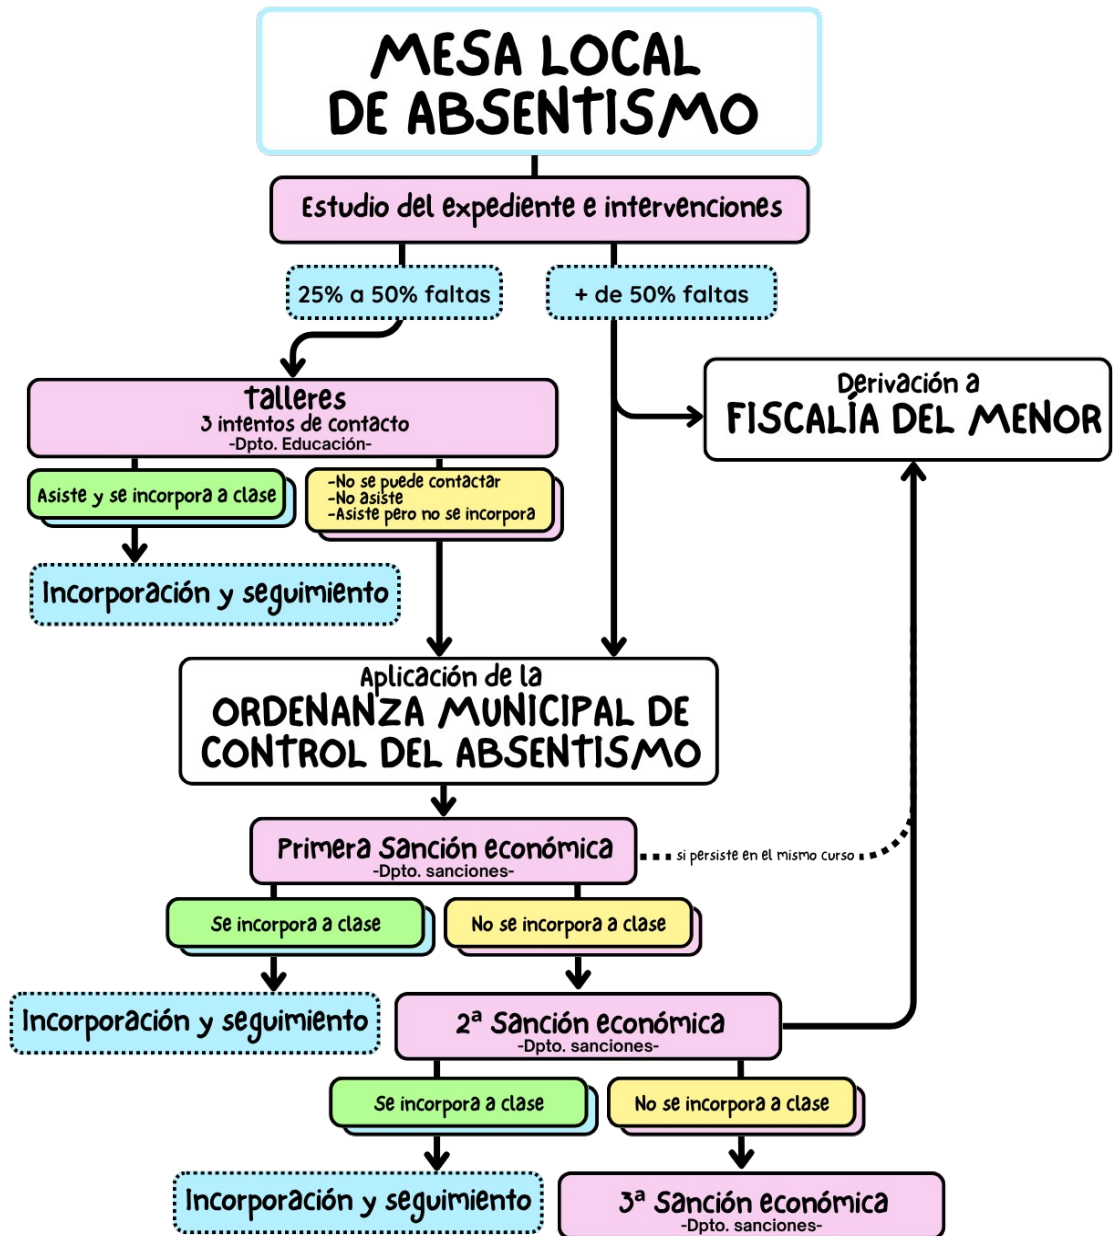 MESA LOCAL
DE ABSENTISMO
Estudio del expediente e intervenciones
25% a 50% faltas
+ de 50% faltas
Talleres
3 intentos de contacto
-Dpto. Educación-
Derivación a
FISCALÍA DEL MENOR
Asiste y se incorpora a clase
-No se puede contactar
-No asiste
-Asiste pero no se incorpora
Incorporación y seguimiento
Aplicación de la
ORDENANZA MUNICIPAL DE
CONTROL DEL ABSENTISMO
Primera Sanción económica
-Dpto. sanciones-
si persiste en el mismo curso
Se incorpora a clase
No se incorpora a clase
Incorporación y seguimiento
2ª Sanción económica
-Dpto. sanciones-
Se incorpora a clase
No se incorpora a clase
Incorporación y seguimiento
3ª Sanción económica
-Dpto. sanciones-